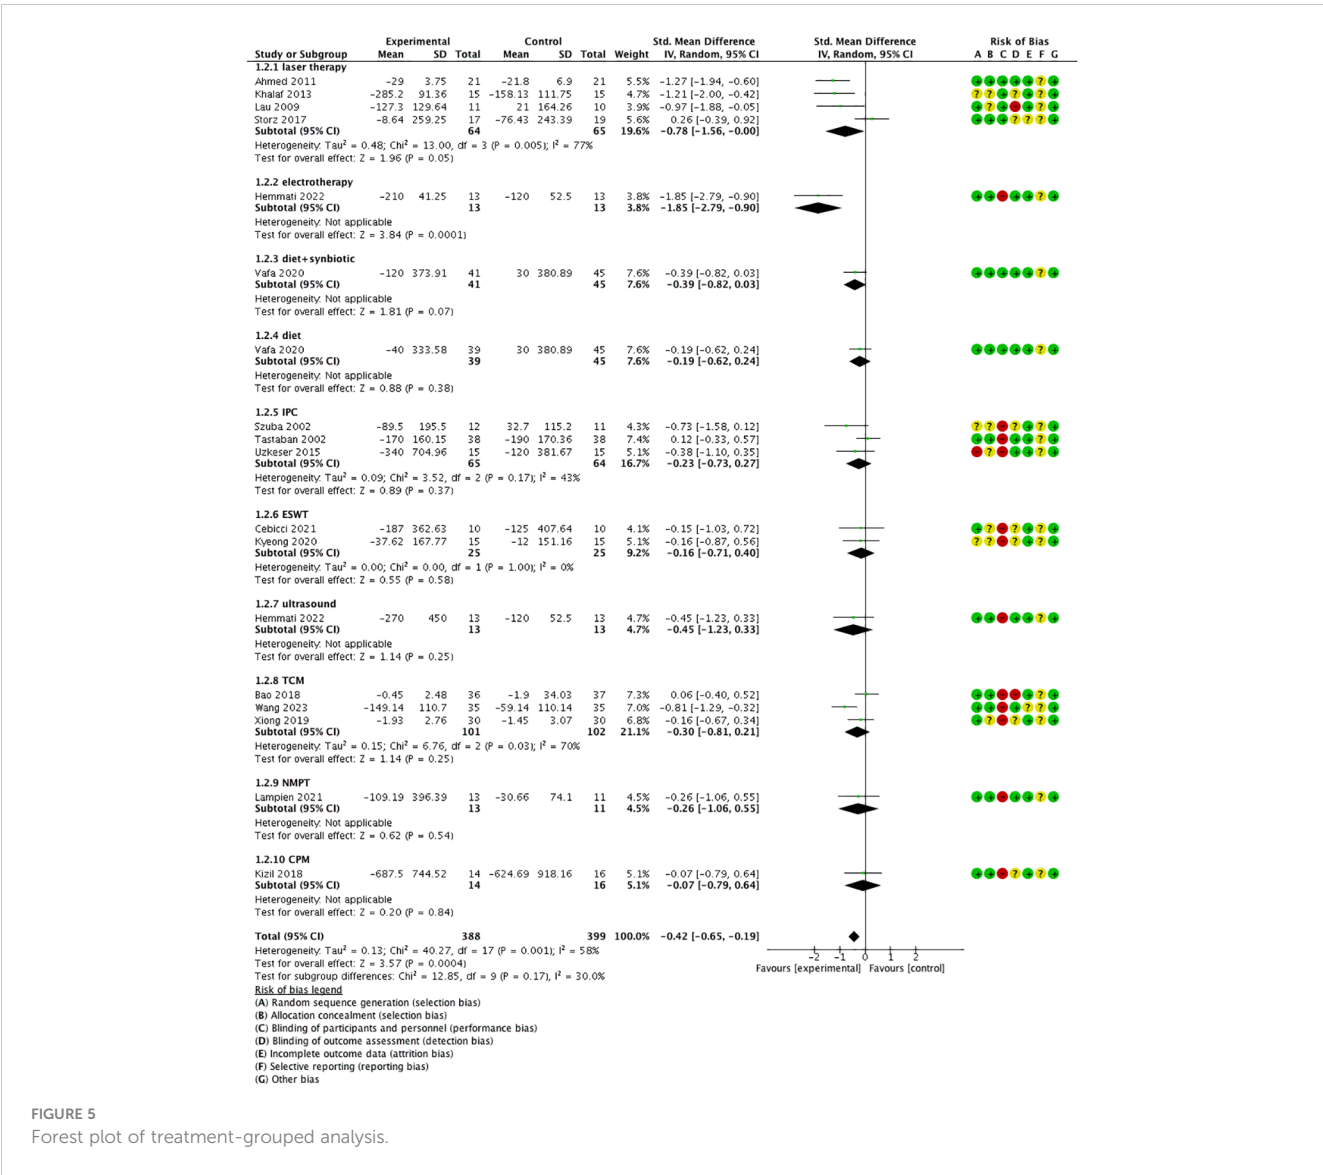 Experimental Control Std. Mean Difference Std. Mean Difference Risk of Bias
Study or Subgroup Mean SD Total Mean SD Total Weight IV, Random, 95% CI IV, Random, 95% CI A B C D E F G
1.2.1 laser therapy
Ahmed 2011 -29 3.75 21 -21.8 6.9 21 5.5% -1.27 [-1.94, -0.60] + + + + + ? +
Khalaf 2013 -285.2 91.36 15 -158.13 111.75 15 4.7% -1.21 [-2.00, -0.42] ? ? + ? + ? +
Lau 2009 -127.3 129.64 11 21 164.26 10 3.9% -0.97 [-1.88, -0.05] + ? + - + ? +
Storz 2017 -8.64 259.25 17 -76.43 243.39 19 5.6% 0.26 [-0.39, 0.92] + + + ? ? ? +
Subtotal (95% CI) 64 65 19.6% -0.78 [-1.56, -0.00]
Heterogeneity: Tau² = 0.48; Chi² = 13.00, df = 3 (P = 0.005); I² = 77%
Test for overall effect: Z = 1.96 (P = 0.05)
1.2.2 electrotherapy
Hemmati 2022 -210 41.25 13 -120 52.5 13 3.8% -1.85 [-2.79, -0.90] + + - + + ? +
Subtotal (95% CI) 13 13 3.8% -1.85 [-2.79, -0.90]
Heterogeneity: Not applicable
Test for overall effect: Z = 3.84 (P = 0.0001)
1.2.3 diet+synbiotic
Vafa 2020 -120 373.91 41 30 380.89 45 7.6% -0.39 [-0.82, 0.03] + + + + + ? +
Subtotal (95% CI) 41 45 7.6% -0.39 [-0.82, 0.03]
Heterogeneity: Not applicable
Test for overall effect: Z = 1.81 (P = 0.07)
1.2.4 diet
Vafa 2020 -40 333.58 39 30 380.89 45 7.6% -0.19 [-0.62, 0.24] + + + + + ? +
Subtotal (95% CI) 39 45 7.6% -0.19 [-0.62, 0.24]
Heterogeneity: Not applicable
Test for overall effect: Z = 0.88 (P = 0.38)
1.2.5 IPC
Szuba 2002 -89.5 195.5 12 32.7 115.2 11 4.3% -0.73 [-1.58, 0.12] ? ? - ? + ? +
Tastaban 2002 -170 160.15 38 -190 170.36 38 7.4% 0.12 [-0.33, 0.57] + + - + + ? +
Uzkeser 2015 -340 704.96 15 -120 381.67 15 5.1% -0.38 [-1.10, 0.35] - ? - + + ? +
Subtotal (95% CI) 65 64 16.7% -0.23 [-0.73, 0.27]
Heterogeneity: Tau² = 0.09; Chi² = 3.52, df = 2 (P = 0.17); I² = 43%
Test for overall effect: Z = 0.89 (P = 0.37)
1.2.6 ESWT
Cebicci 2021 -187 362.63 10 -125 407.64 10 4.1% -0.15 [-1.03, 0.72] + ? - ? + ? +
Kyeong 2020 -37.62 167.77 15 -12 151.16 15 5.1% -0.16 [-0.87, 0.56] ? ? - ? + ? +
Subtotal (95% CI) 25 25 9.2% -0.16 [-0.71, 0.40]
Heterogeneity: Tau² = 0.00; Chi² = 0.00, df = 1 (P = 1.00); I² = 0%
Test for overall effect: Z = 0.55 (P = 0.58)
1.2.7 ultrasound
Hemmati 2022 -270 450 13 -120 52.5 13 4.7% -0.45 [-1.23, 0.33] + + - + + ? +
Subtotal (95% CI) 13 13 4.7% -0.45 [-1.23, 0.33]
Heterogeneity: Not applicable
Test for overall effect: Z = 1.14 (P = 0.25)
1.2.8 TCM
Bao 2018 -0.45 2.48 36 -1.9 34.03 37 7.3% 0.06 [-0.40, 0.52] + + - - + ? +
Wang 2023 -149.14 110.7 35 -59.14 110.14 35 7.0% -0.81 [-1.29, -0.32] + + - + ? ? +
Xiong 2019 -1.93 2.76 30 -1.45 3.07 30 6.8% -0.16 [-0.67, 0.34] + ? - + + ? +
Subtotal (95% CI) 101 102 21.1% -0.30 [-0.81, 0.21]
Heterogeneity: Tau² = 0.15; Chi² = 6.76, df = 2 (P = 0.03); I² = 70%
Test for overall effect: Z = 1.14 (P = 0.25)
1.2.9 NMPT
Lampien 2021 -109.19 396.39 13 -30.66 74.1 11 4.5% -0.26 [-1.06, 0.55] + + - + + ? +
Subtotal (95% CI) 13 11 4.5% -0.26 [-1.06, 0.55]
Heterogeneity: Not applicable
Test for overall effect: Z = 0.62 (P = 0.54)
1.2.10 CPM
Kizil 2018 -687.5 744.52 14 -624.69 918.16 16 5.1% -0.07 [-0.79, 0.64] + + - ? + ? +
Subtotal (95% CI) 14 16 5.1% -0.07 [-0.79, 0.64]
Heterogeneity: Not applicable
Test for overall effect: Z = 0.20 (P = 0.84)
Total (95% CI) 388 399 100.0% -0.42 [-0.65, -0.19]
Heterogeneity: Tau² = 0.13; Chi² = 40.27, df = 17 (P = 0.001); I² = 58%
Test for overall effect: Z = 3.57 (P = 0.0004)
Test for subgroup differences: Chi² = 12.85, df = 9 (P = 0.17), I² = 30.0%
-2 -1 0 1 2
Favours [experimental] Favours [control]
Risk of bias legend
(A) Random sequence generation (selection bias)
(B) Allocation concealment (selection bias)
(C) Blinding of participants and personnel (performance bias)
(D) Blinding of outcome assessment (detection bias)
(E) Incomplete outcome data (attrition bias)
(F) Selective reporting (reporting bias)
(G) Other bias
FIGURE 5
Forest plot of treatment-grouped analysis.